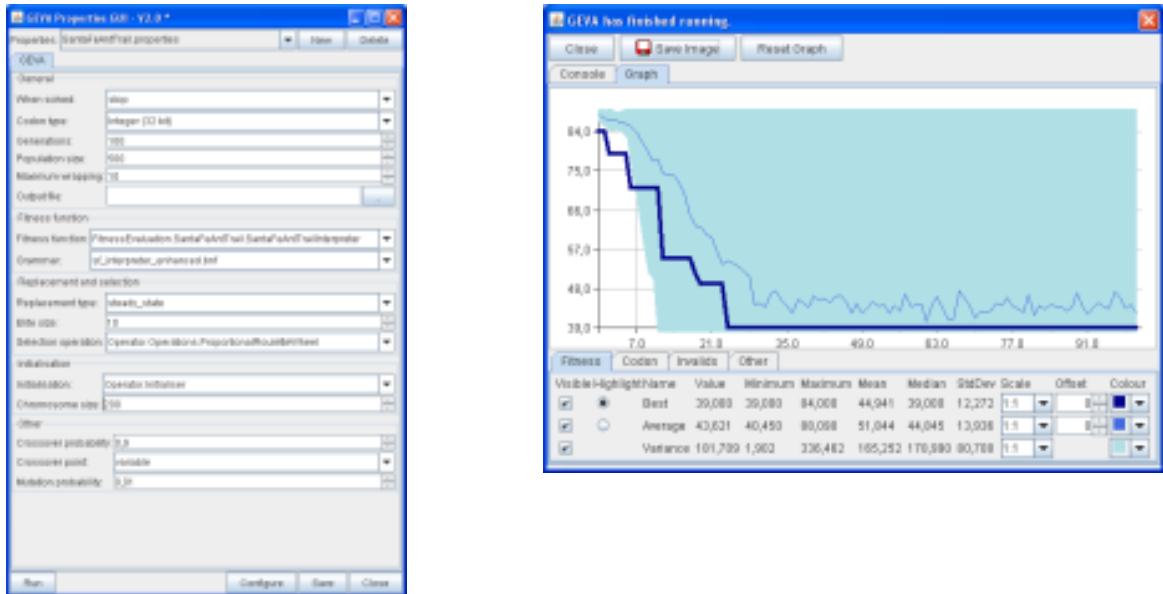 GEVA Properties GUI - V2.0 *
Properties: SantaFeAntTrail.properties New Delete
GEVA
General
When solved: stop
Codon type: Integer (32 bit)
Generations: 100
Population size: 500
Maximum wrapping: 10
Output file: ...
Fitness function
Fitness function: FitnessEvaluation.SantaFeAntTrail.SantaFeAntTrailInterpreter
Grammar: sf_interpreter_enhanced.bnf
Replacement and selection
Replacement type: steady_state
Elite size: 10
Selection operation: Operator.Operations.ProportionalRouletteWheel
Initialisation
Initialisation: Operator.Initialiser
Chromosome size: 200
Other
Crossover probability: 0,9
Crossover point: variable
Mutation probability: 0,01
Run Configure Save Close
GEVA has finished running.
Close Save Image Reset Graph
Console Graph
84,0
75,0
66,0
57,0
48,0
39,0
7.0 21.0 35.0 49.0 63.0 77.0 91.0
Fitness Codon Invalids Other
Visible Highlight Name Value Minimum Maximum Mean Median StdDev Scale Offset Colour
Best 39,000 39,000 84,000 44,941 39,000 12,272 1:1 0
Average 43,621 40,450 88,098 51,044 44,045 13,936 1:1 0
Variance 101,709 1,902 336,462 165,252 170,980 80,788 1:1